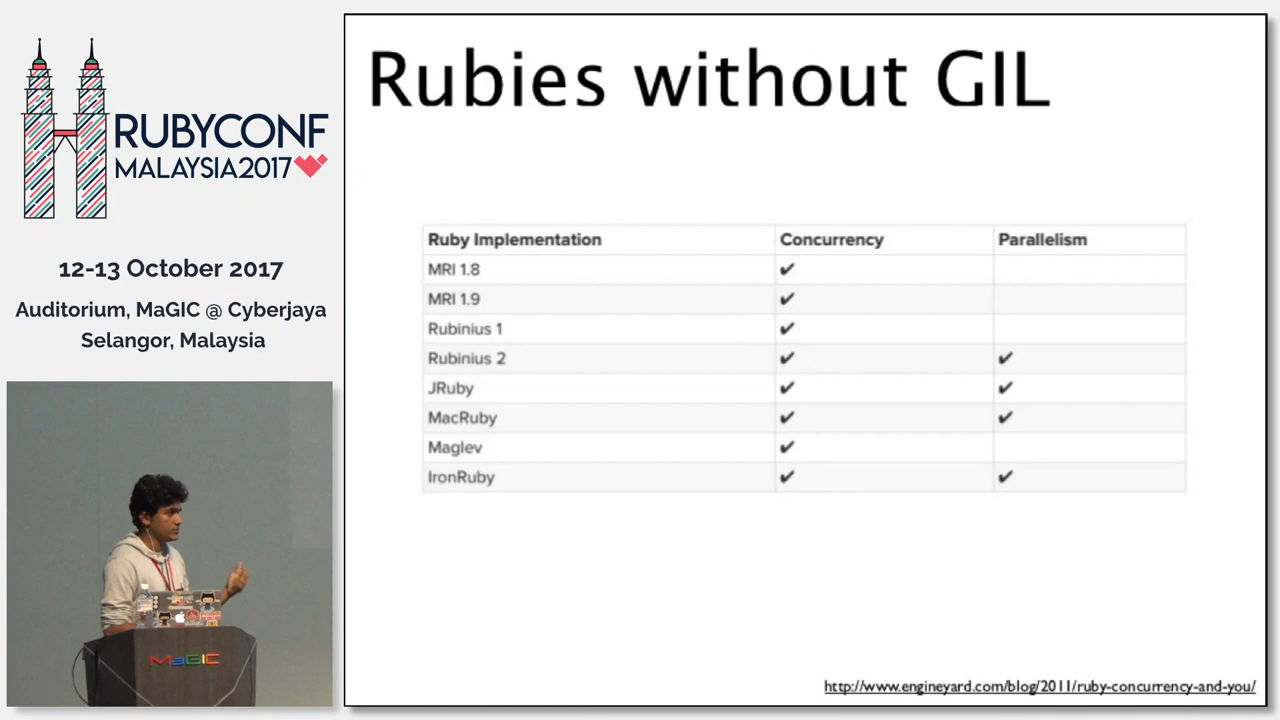 RUBYCONF
MALAYSIA2017
12-13 October 2017
Auditorium, MaGIC @ Cyberjaya
Selangor, Malaysia
MaGIC
Rubies without GIL
Ruby Implementation Concurrency Parallelism
MRI 1.8 ✔
MRI 1.9 ✔
Rubinius 1 ✔
Rubinius 2 ✔ ✔
JRuby ✔ ✔
MacRuby ✔ ✔
Maglev ✔
IronRuby ✔ ✔
http://www.engineyard.com/blog/2011/ruby-concurrency-and-you/